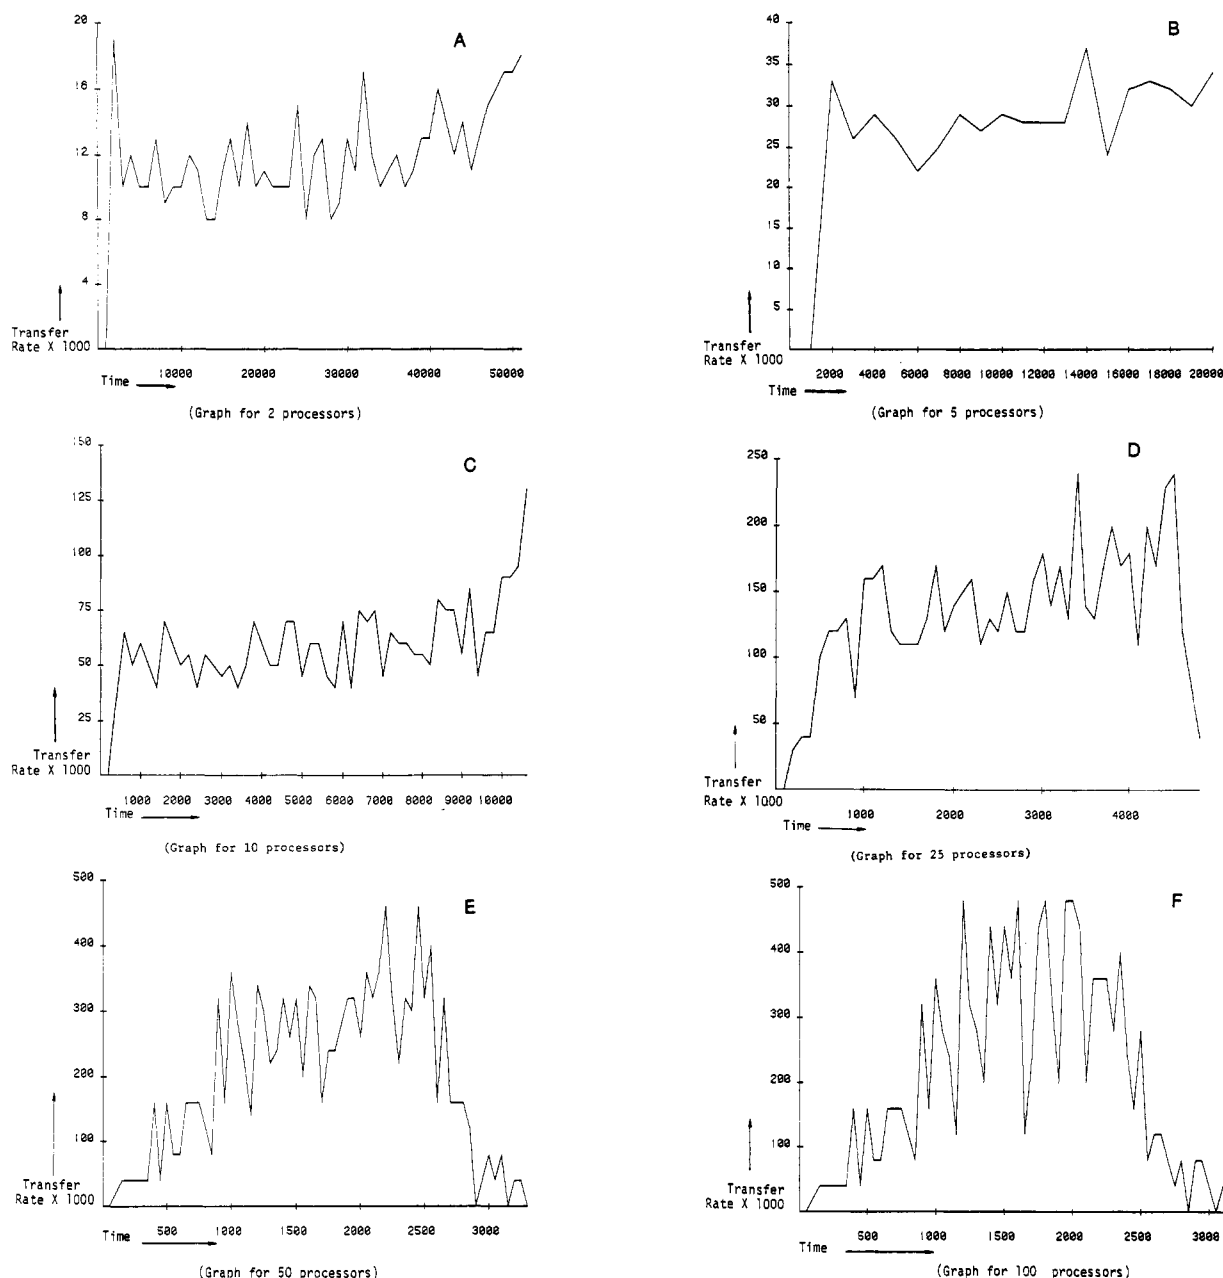 A
20
16
12
8
4
Transfer
Rate X 1000
10000 20000 30000 40000 50000
Time
(Graph for 2 processors)
B
40
35
30
25
20
15
10
5
Transfer
Rate X 1000
2000 4000 6000 8000 10000 12000 14000 16000 18000 20000
Time
(Graph for 5 processors)
C
150
125
100
75
50
25
Transfer
Rate X 1000
1000 2000 3000 4000 5000 6000 7000 8000 9000 10000
Time
(Graph for 10 processors)
D
250
200
150
100
50
Transfer
Rate X 1000
1000 2000 3000 4000
Time
(Graph for 25 processors)
E
500
400
300
200
100
Transfer
Rate X 1000
500 1000 1500 2000 2500 3000
Time
(Graph for 50 processors)
F
500
400
300
200
100
Transfer
Rate X 1000
500 1000 1500 2000 2500 3000
Time
(Graph for 100 processors)